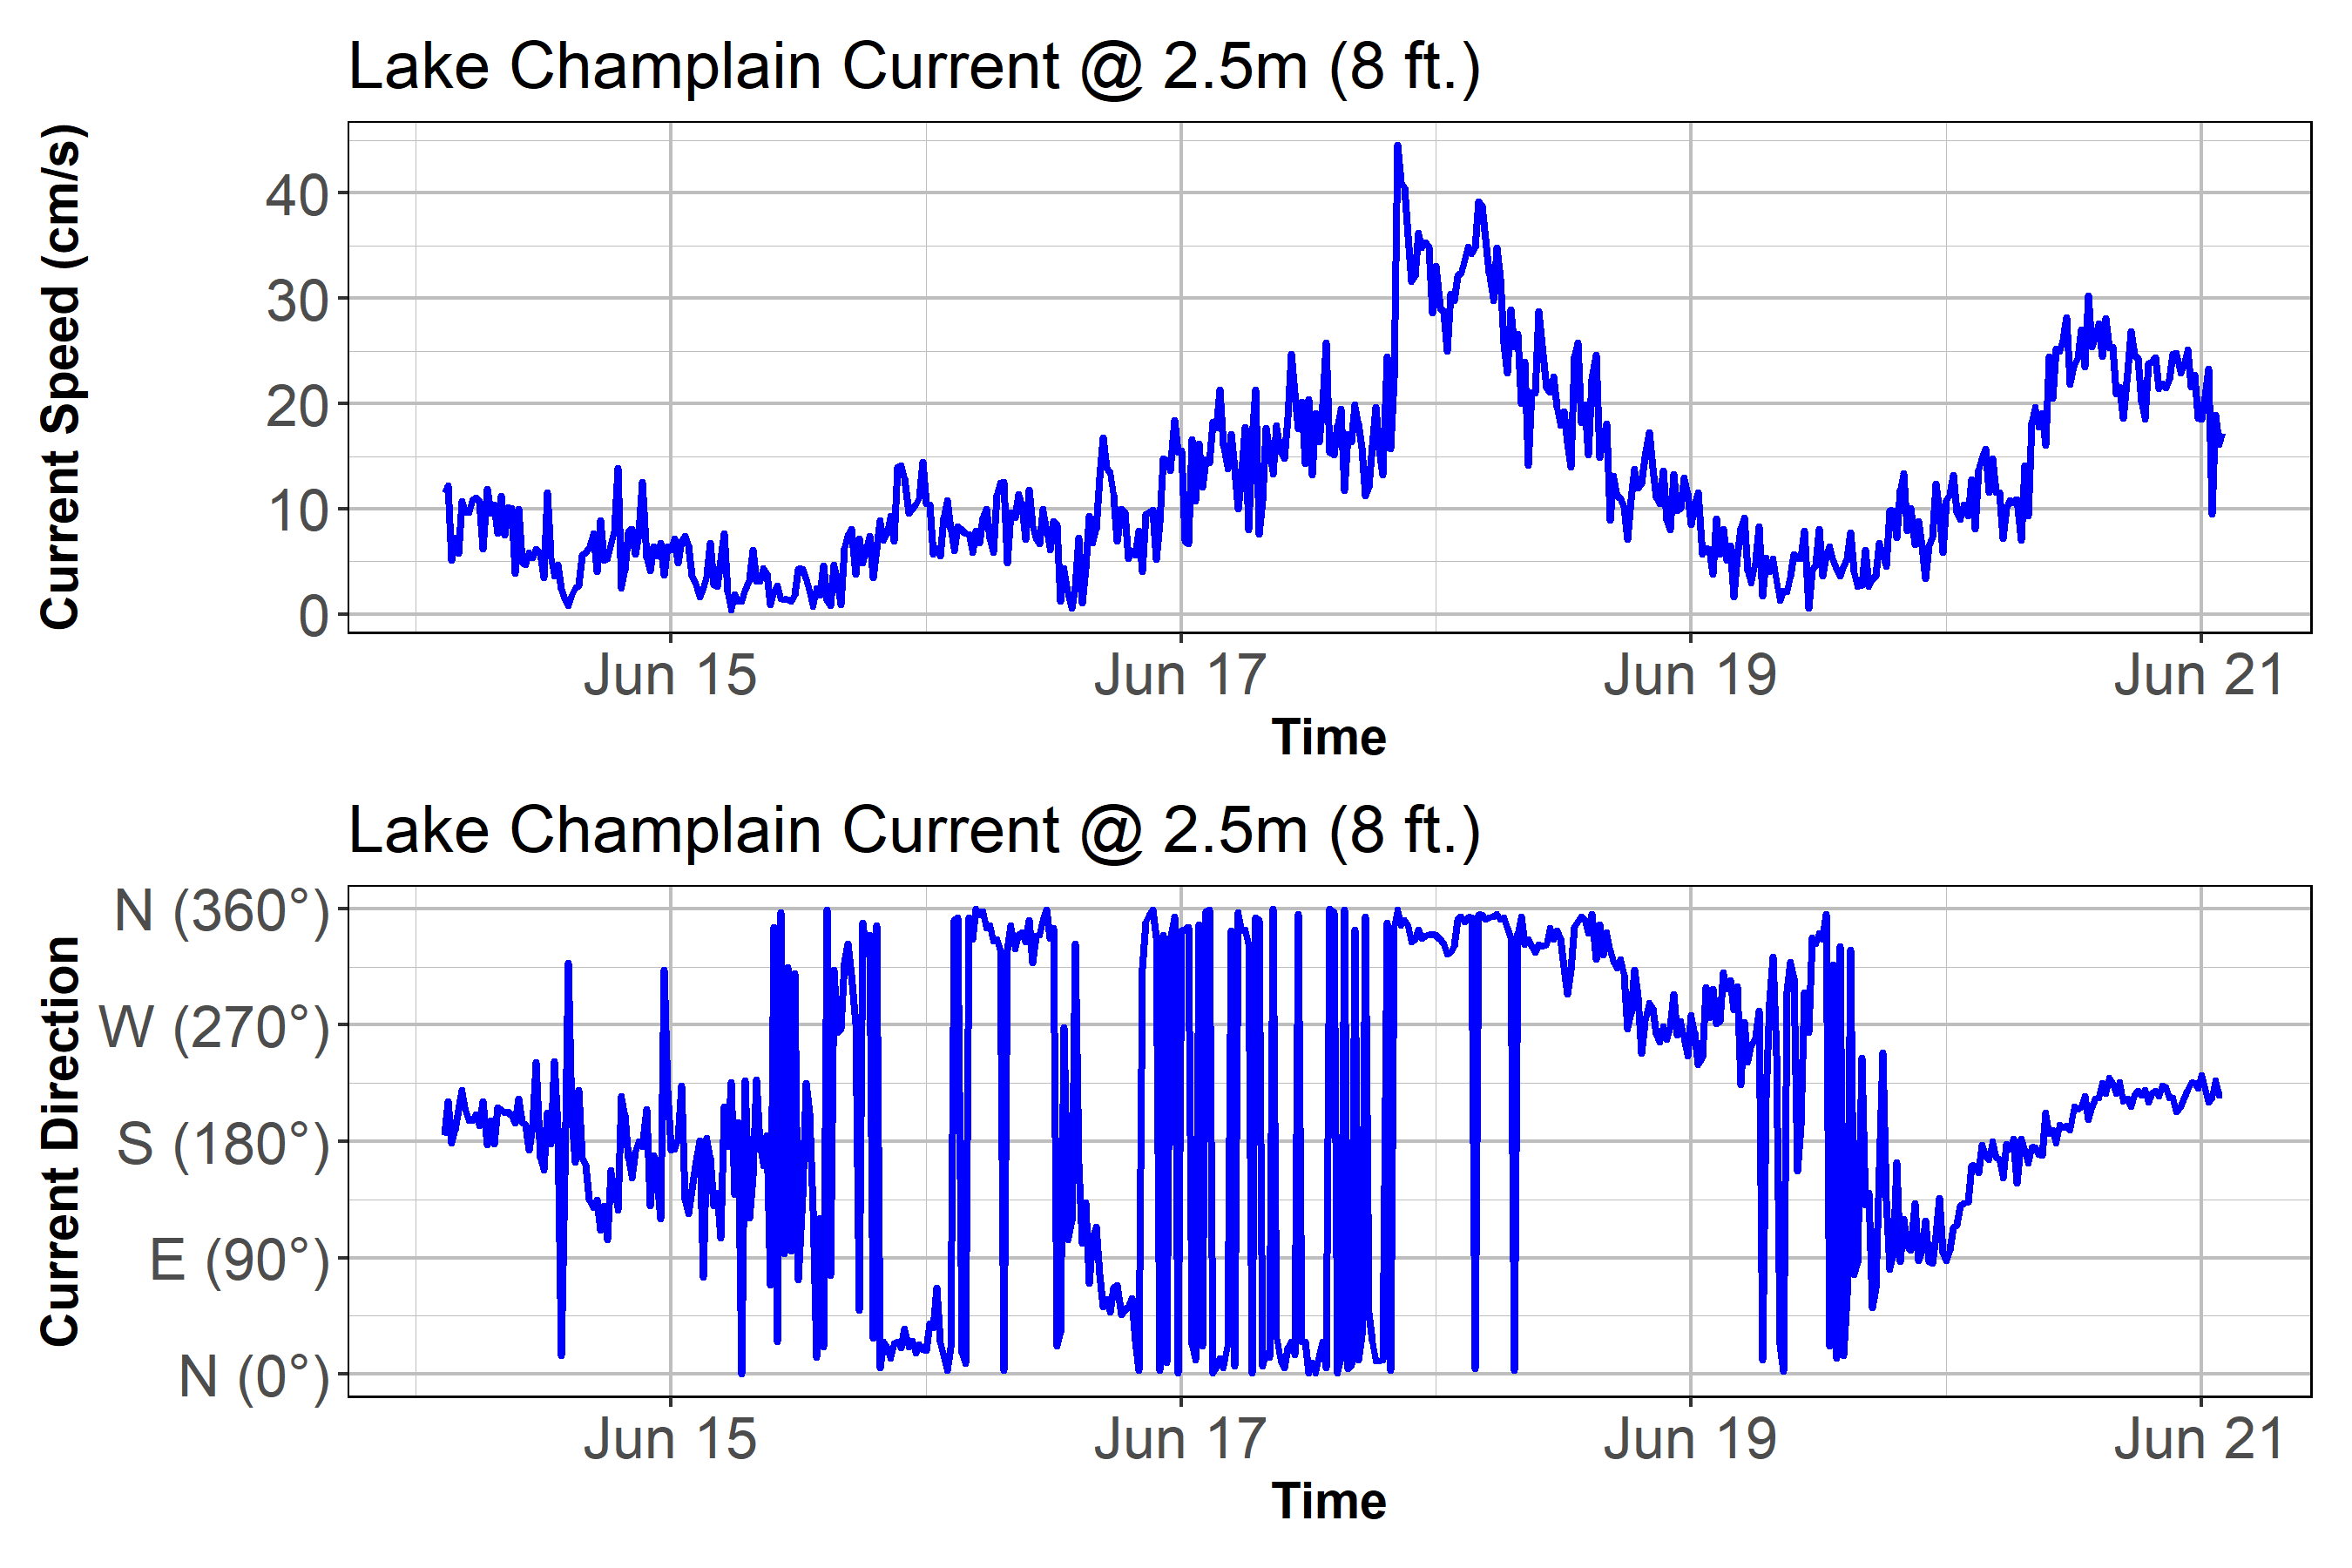 Lake Champlain Current @ 2.5m (8 ft.)
Current Speed (cm/s)
40
30
20
10
0
Jun 15 Jun 17 Jun 19 Jun 21
Time
Lake Champlain Current @ 2.5m (8 ft.)
Current Direction
N (360°)
W (270°)
S (180°)
E (90°)
N (0°)
Jun 15 Jun 17 Jun 19 Jun 21
Time